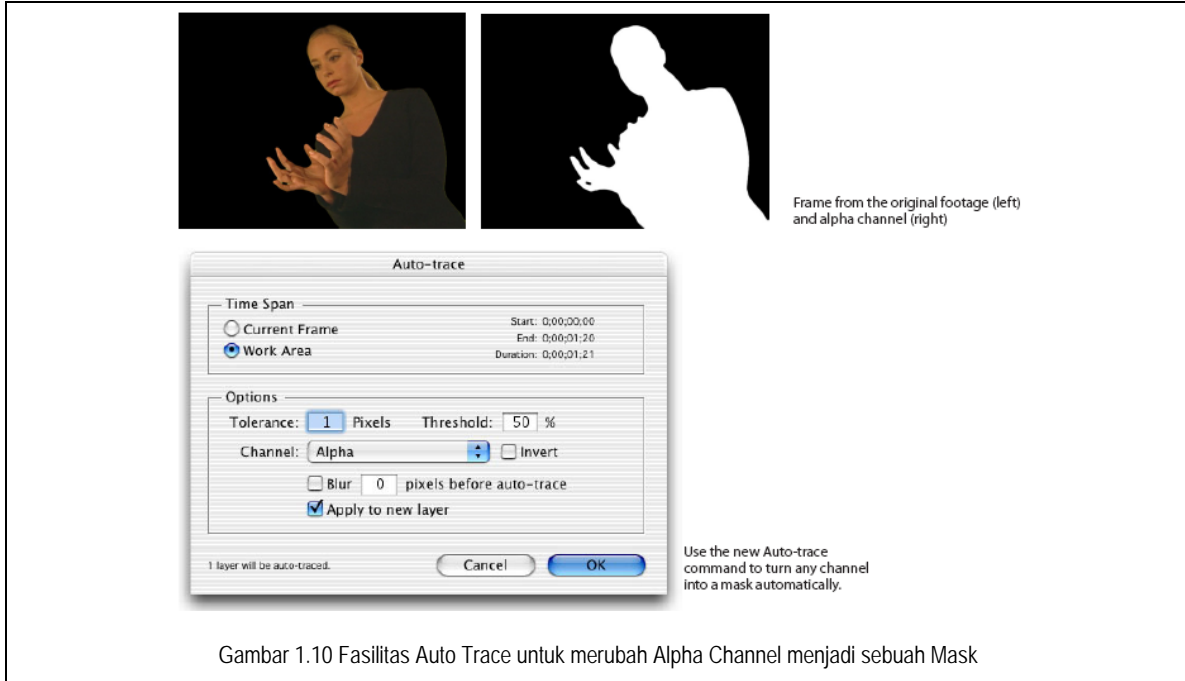 Frame from the original footage (left)
and alpha channel (right)
Auto-trace
Time Span
Current Frame
Work Area
Start: 0;00;00;00
End: 0;00;01;20
Duration: 0;00;01;21
Options
Tolerance: 1 Pixels Threshold: 50 %
Channel: Alpha Invert
Blur 0 pixels before auto-trace
Apply to new layer
1 layer will be auto-traced. Cancel OK
Use the new Auto-trace
command to turn any channel
into a mask automatically.
Gambar 1.10 Fasilitas Auto Trace untuk merubah Alpha Channel menjadi sebuah Mask